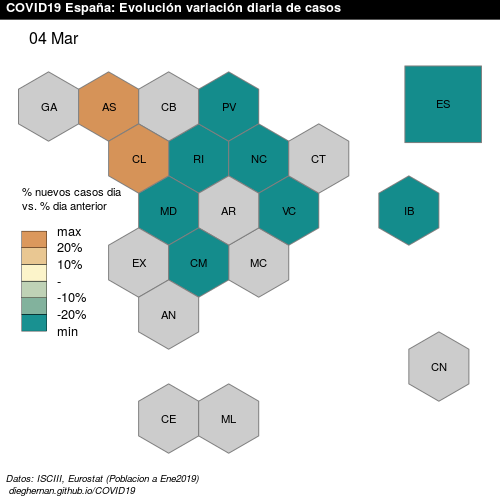 COVID19 España: Evolución variación diaria de casos
04 Mar
GA
AS
CB
PV
ES
CL
RI
NC
CT
% nuevos casos dia
vs. % dia anterior
MD
AR
VC
IB
max
20%
10%
-
-10%
-20%
min
EX
CM
MC
AN
CN
CE
ML
Datos: ISCIII, Eurostat (Poblacion a Ene2019)
dieghernan.github.io/COVID19